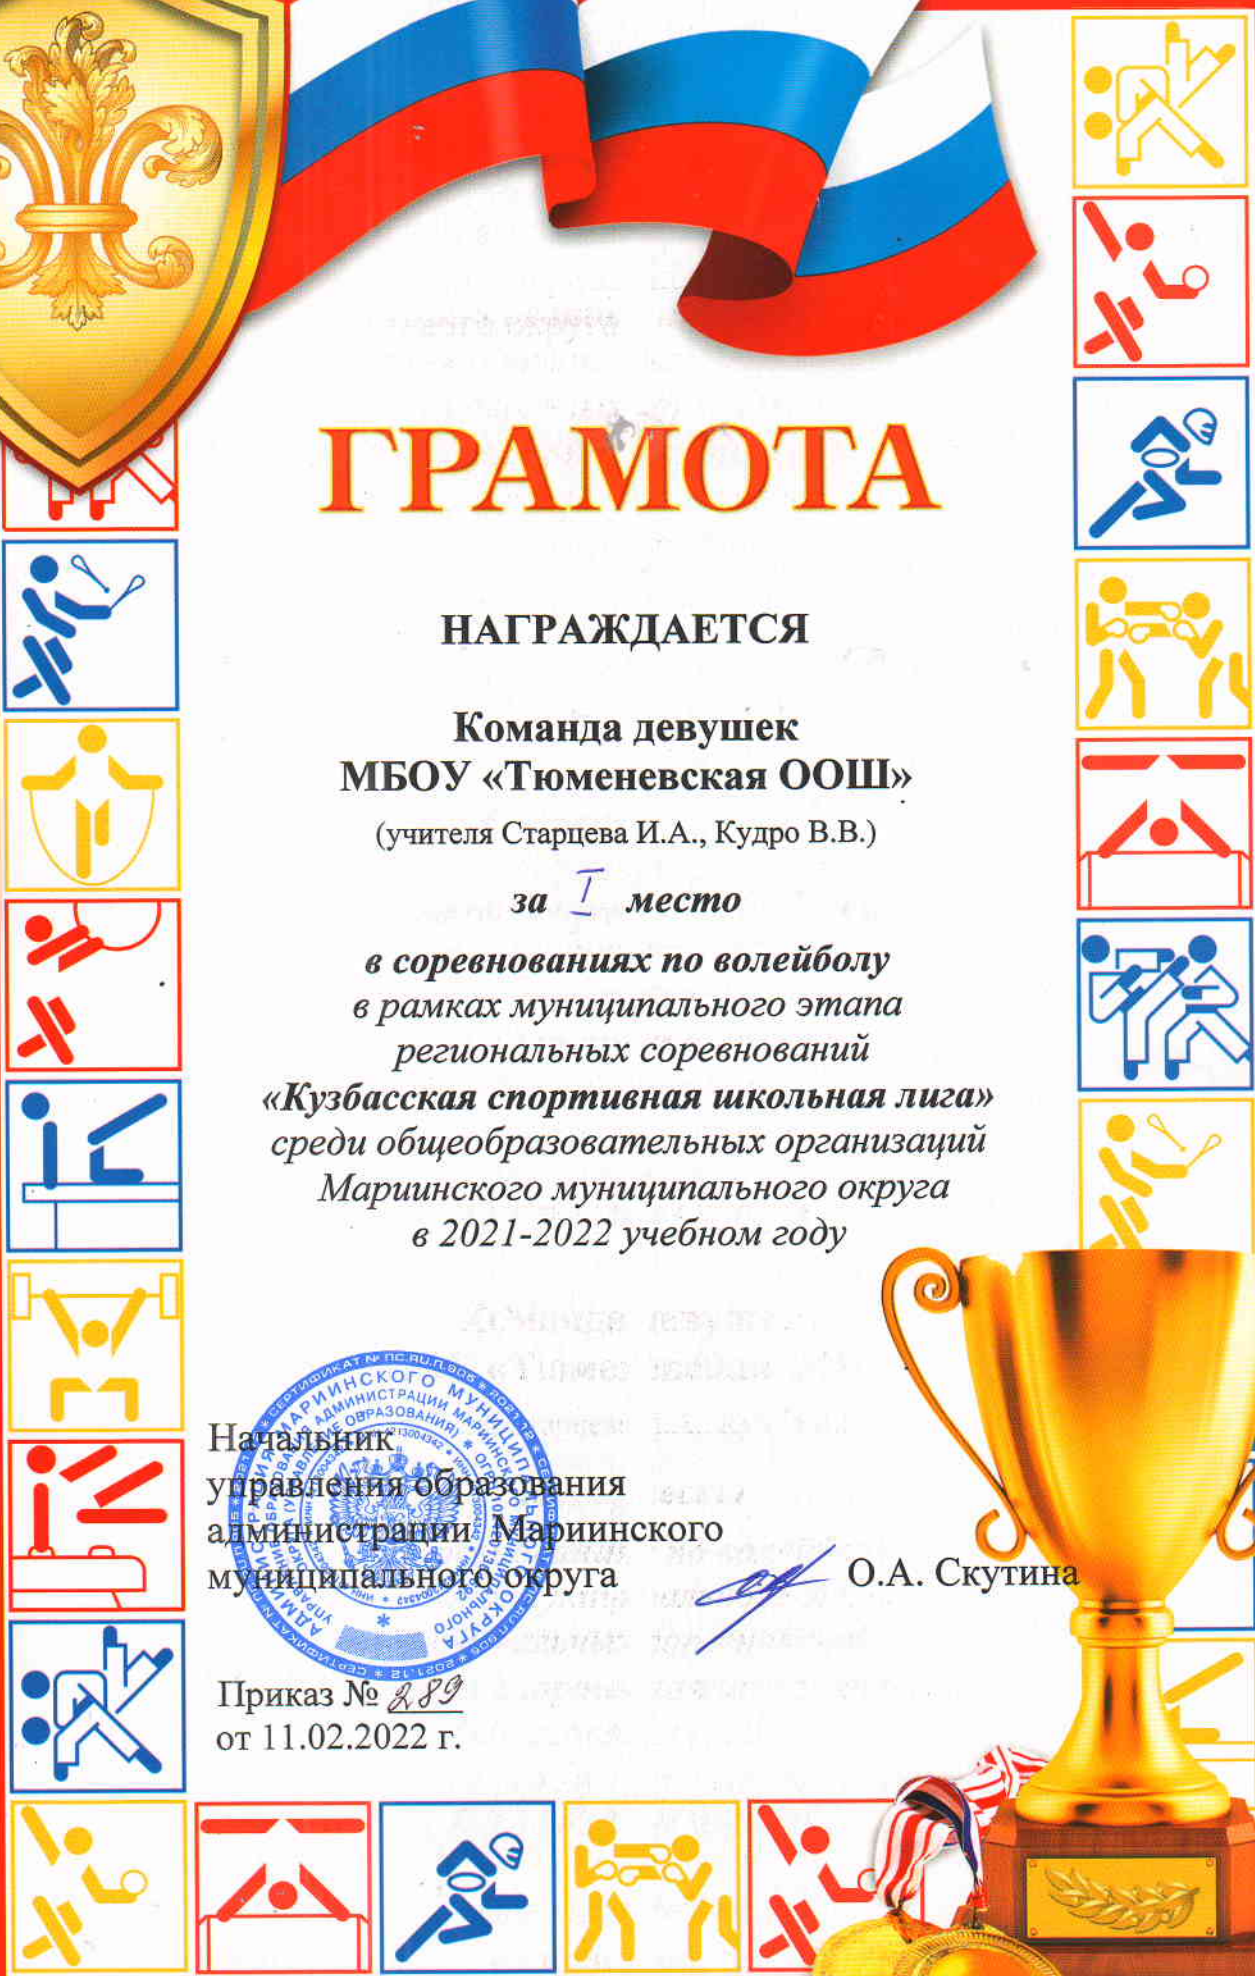 ГРАМОТА
НАГРАЖДАЕТСЯ
Команда девушек
МБОУ «Тюменевская ООШ»
(учителя Старцева И.А., Кудро В.В.)
за I место
в соревнованиях по волейболу
в рамках муниципального этапа
региональных соревнований
«Кузбасская спортивная школьная лига»
среди общеобразовательных организаций
Мариинского муниципального округа
в 2021-2022 учебном году
Начальник
управления образования
администрации Мариинского
муниципального округа
О.А. Скутина
Приказ № 289
от 11.02.2022 г.